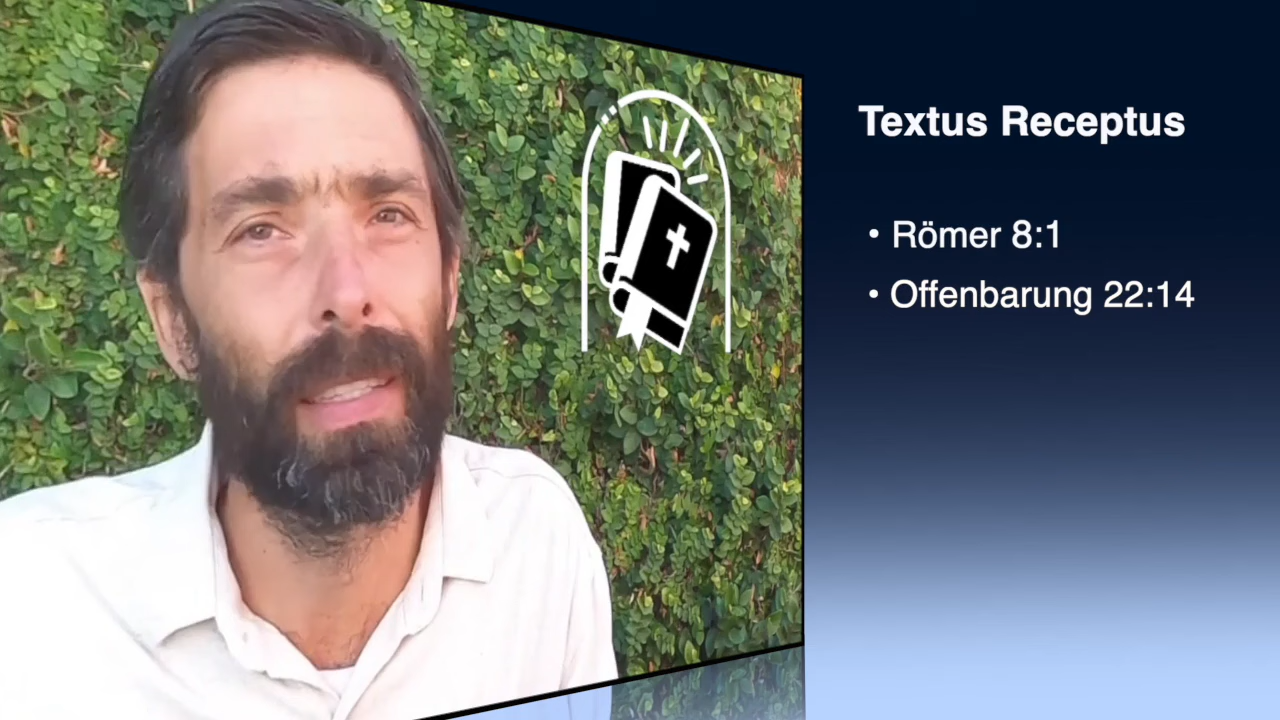 Textus Receptus
• Römer 8:1
• Offenbarung 22:14